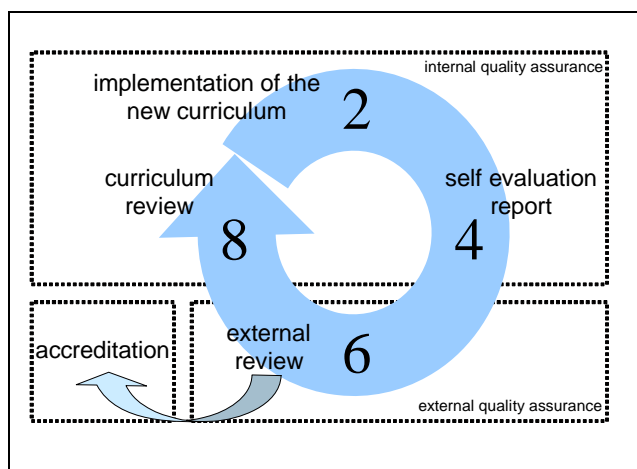 internal quality assurance
implementation of the
new curriculum
2
curriculum
review
self evaluation
report
8
4
accreditation
external
review
6
external quality assurance